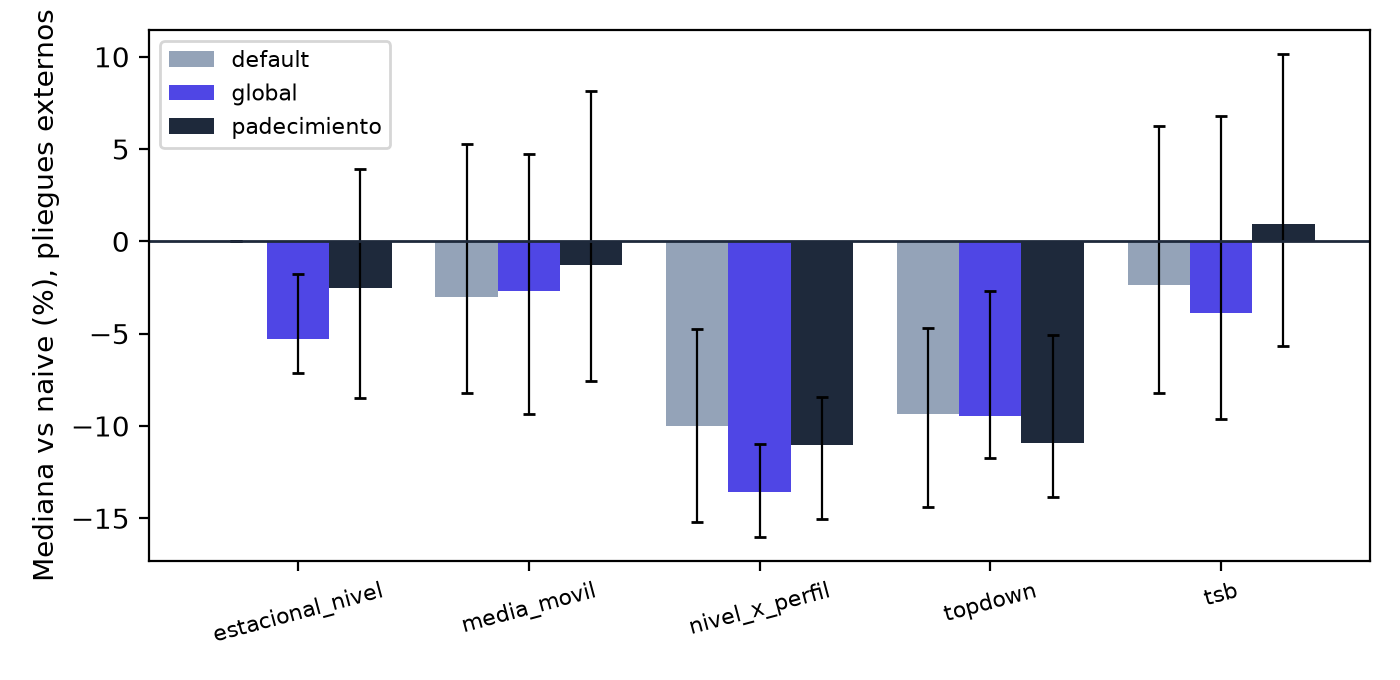 Mediana vs naive (%), pliegues externos
10
5
0
−5
−10
−15
default
global
padecimiento
estacional_nivel
media_movil
nivel_x_perfil
topdown
tsb